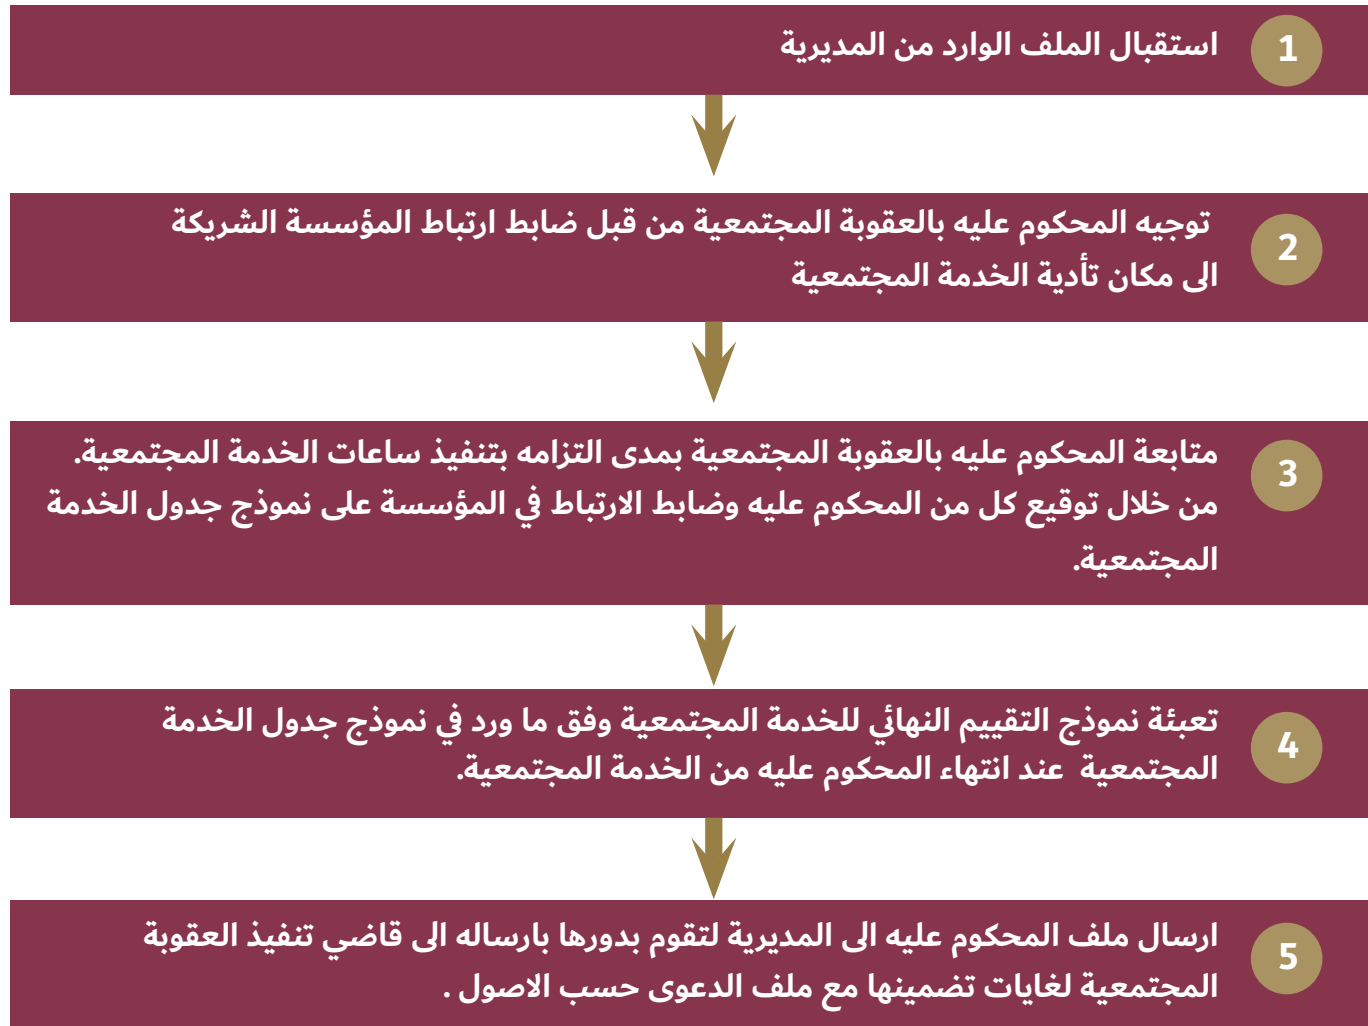 1
استقبال الملف الوارد من المديرية
2
توجيه المحكوم عليه بالعقوبة المجتمعية من قبل ضابط ارتباط المؤسسة الشريكة
الى مكان تأدية الخدمة المجتمعية
3
متابعة المحكوم عليه بالعقوبة المجتمعية بمدى التزامه بتنفيذ ساعات الخدمة المجتمعية.
من خلال توقيع كل من المحكوم عليه وضابط الارتباط في المؤسسة على نموذج جدول الخدمة
المجتمعية.
4
تعبئة نموذج التقييم النهائي للخدمة المجتمعية وفق ما ورد في نموذج جدول الخدمة
المجتمعية عند انتهاء المحكوم عليه من الخدمة المجتمعية.
5
ارسال ملف المحكوم عليه الى المديرية لتقوم بدورها بارساله الى قاضي تنفيذ العقوبة
المجتمعية لغايات تضمينها مع ملف الدعوى حسب الاصول .